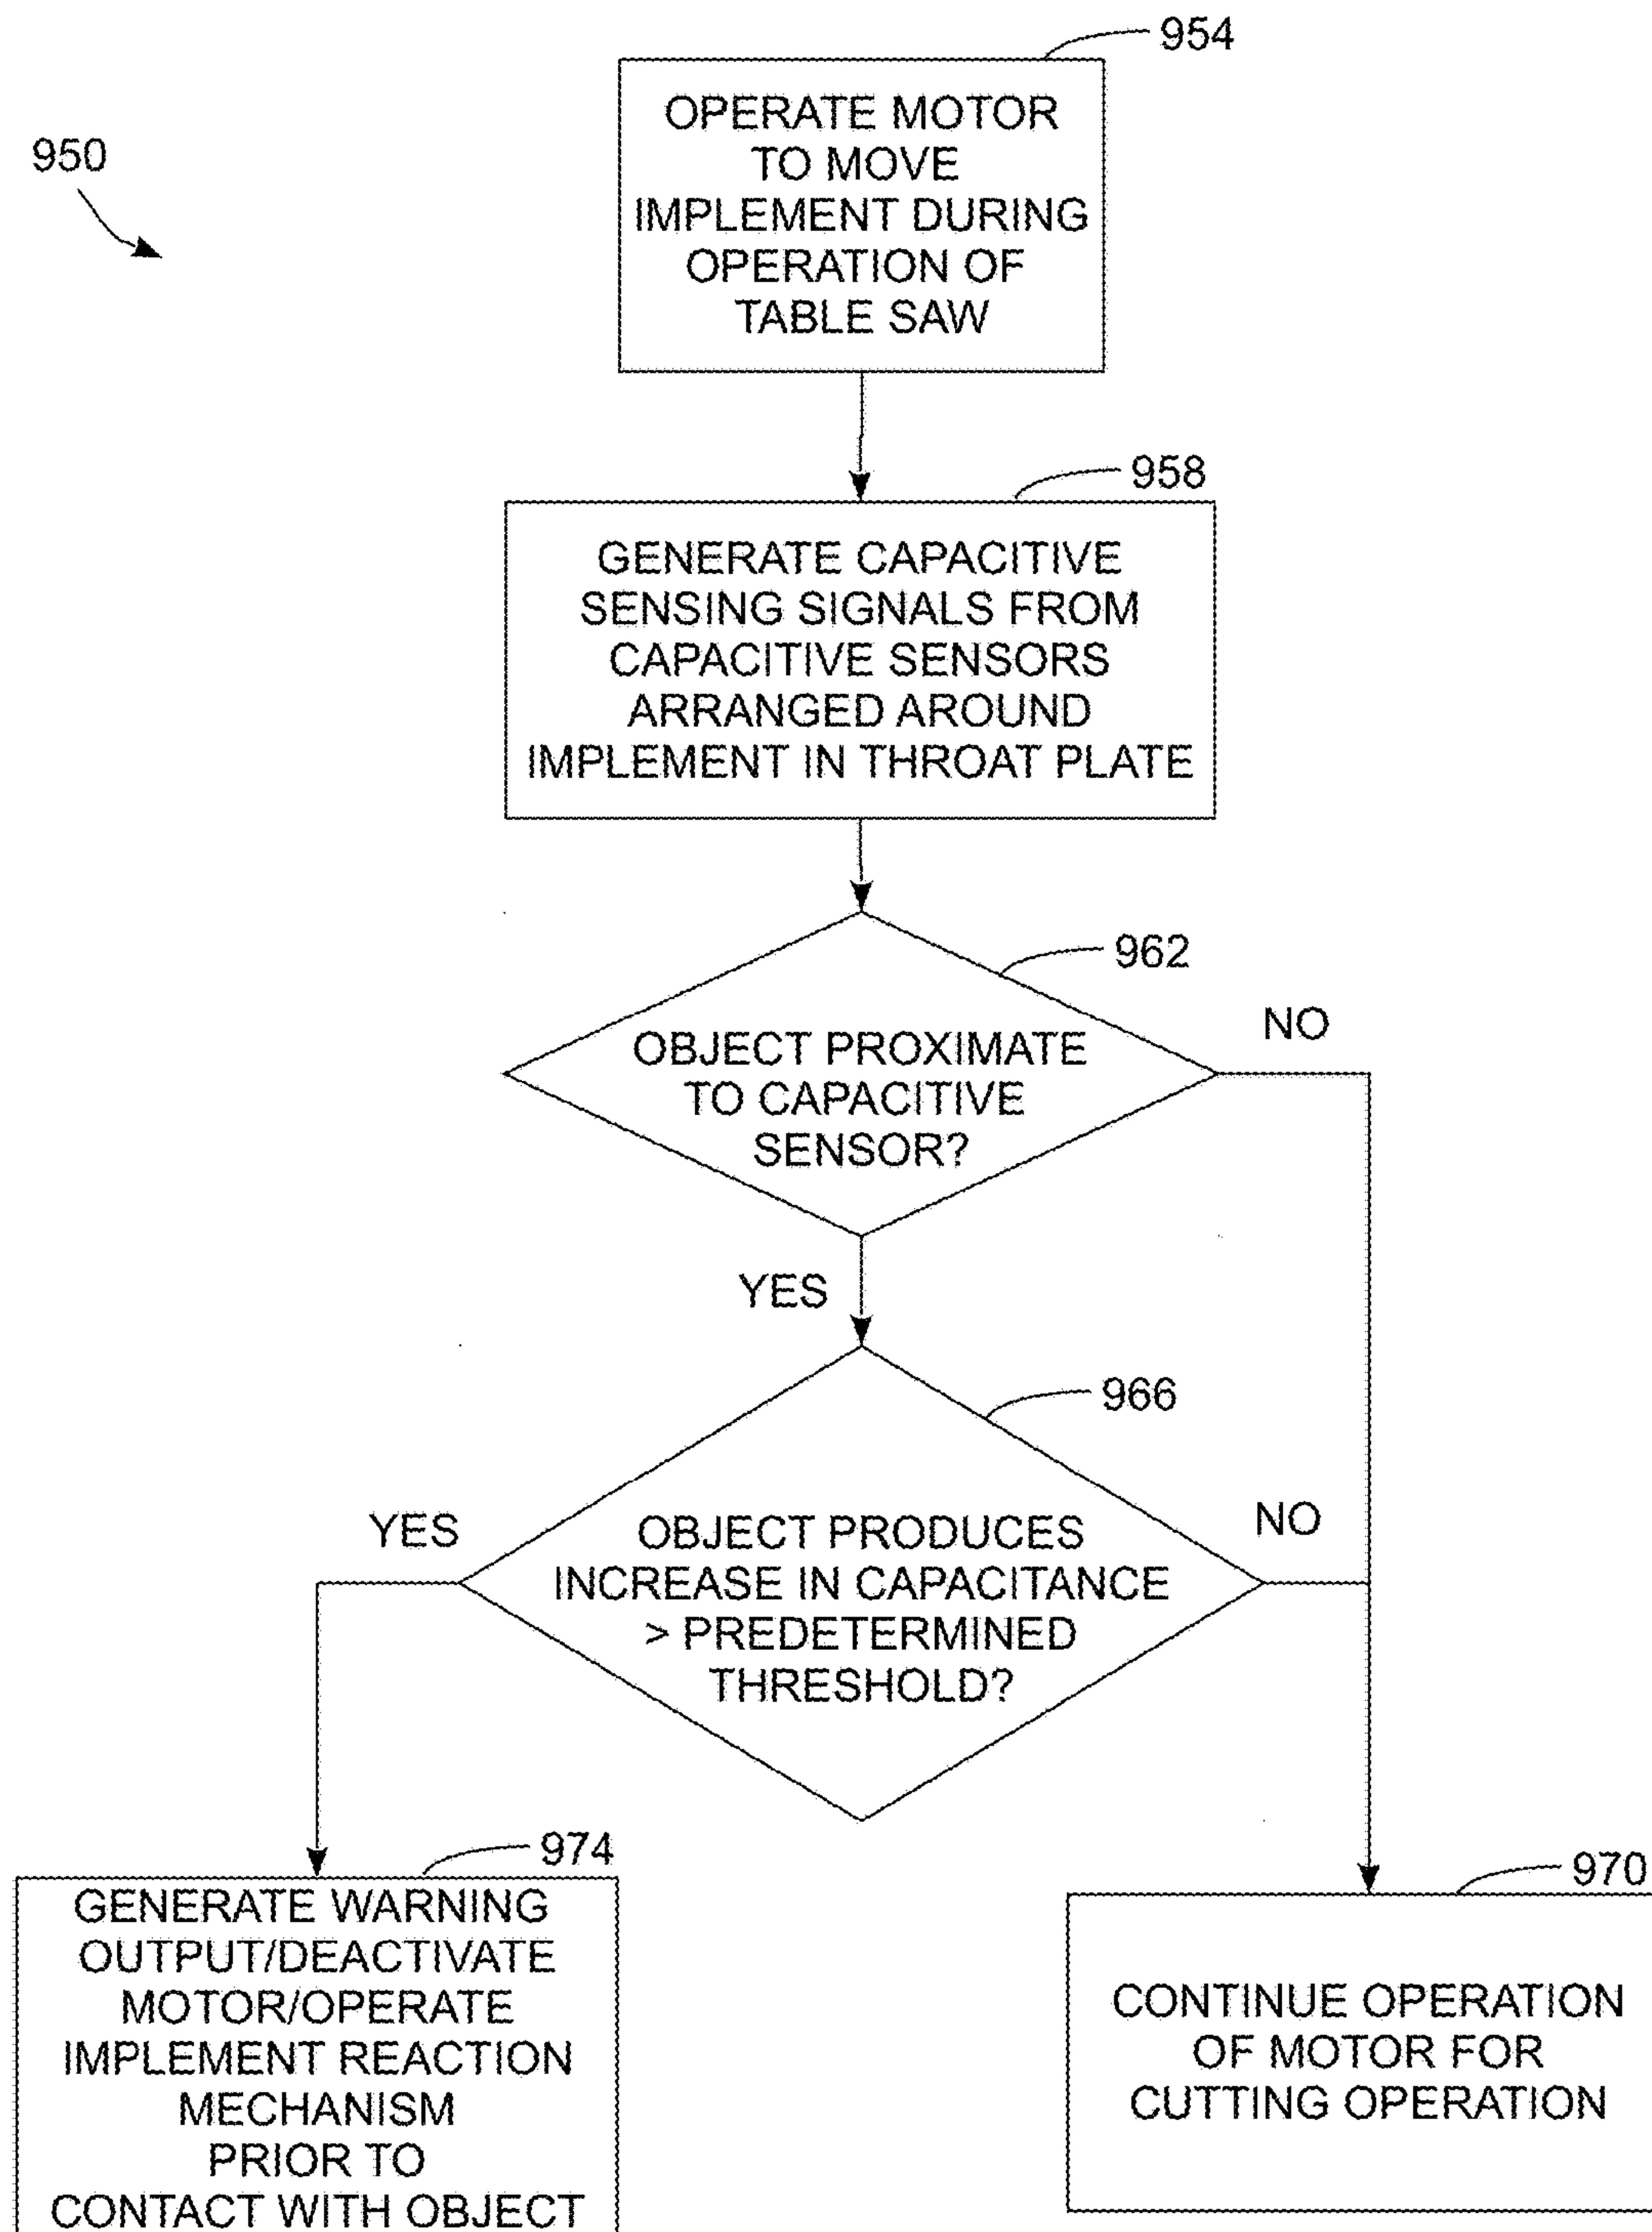 954
OPERATE MOTOR
TO MOVE
IMPLEMENT DURING
OPERATION OF
TABLE SAW
950
958
GENERATE CAPACITIVE
SENSING SIGNALS FROM
CAPACITIVE SENSORS
ARRANGED AROUND
IMPLEMENT IN THROAT PLATE
962
NO
OBJECT PROXIMATE
TO CAPACITIVE
SENSOR?
YES
966
YES
NO
OBJECT PRODUCES
INCREASE IN CAPACITANCE
> PREDETERMINED
THRESHOLD?
974
GENERATE WARNING
OUTPUT/DEACTIVATE
MOTOR/OPERATE
IMPLEMENT REACTION
MECHANISM
PRIOR TO
CONTACT WITH OBJECT
970
CONTINUE OPERATION
OF MOTOR FOR
CUTTING OPERATION